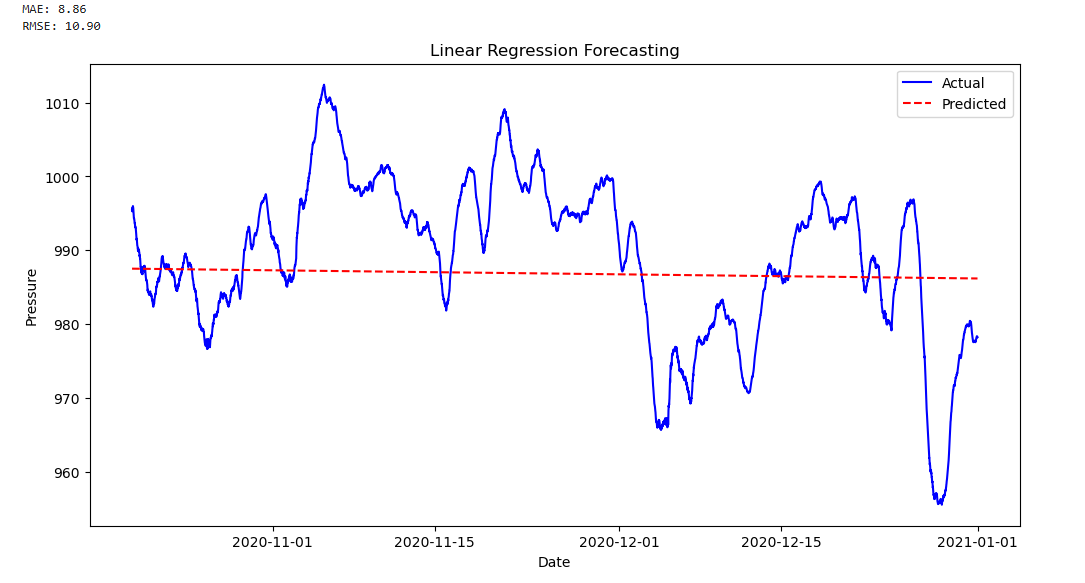 MAE: 8.86
RMSE: 10.90
Linear Regression Forecasting
Actual
Predicted
Pressure
1010
1000
990
980
970
960
2020-11-01 2020-11-15 2020-12-01 2020-12-15 2021-01-01
Date